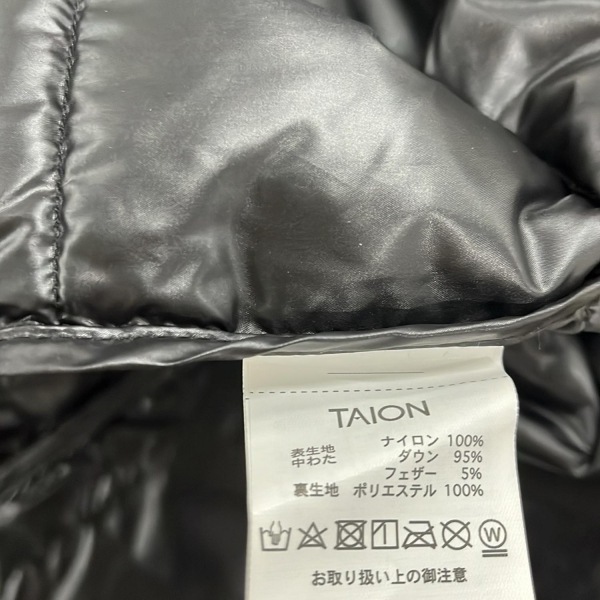 TAION
表生地 ナイロン 100%
中わた ダウン 95%
フェザー 5%
裏生地 ポリエステル 100%
W
お取り扱い上の御注意